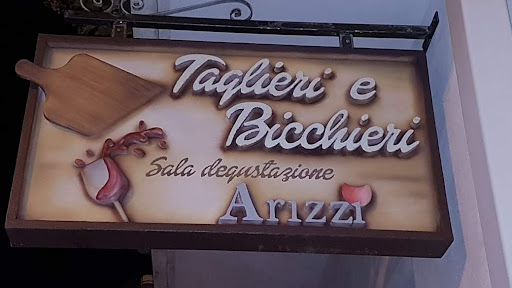 Taglieri e
Bicchieri
Sala degustazione
Arizzi